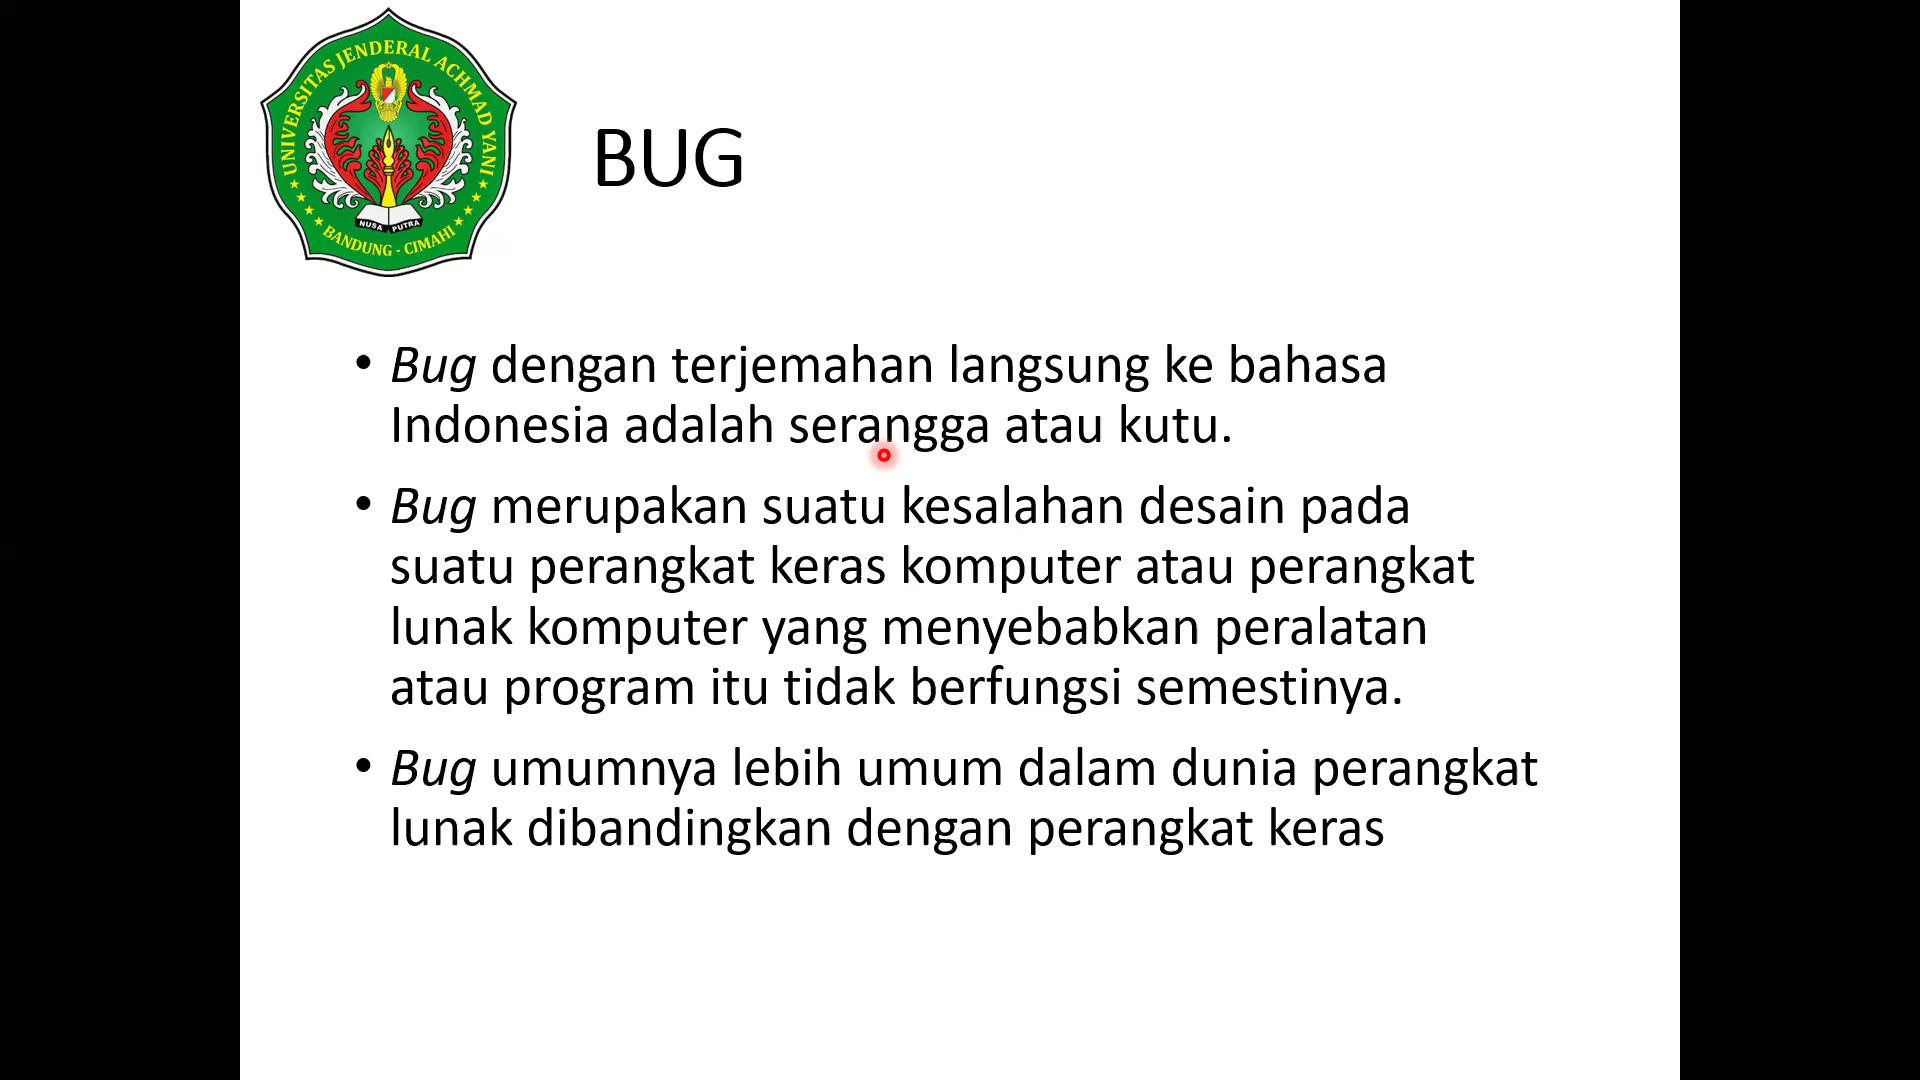 UNIVERSITAS JENDERAL ACHMAD YANI
NUSA PUTRA
BANDUNG - CIMAHI
BUG
• Bug dengan terjemahan langsung ke bahasa
Indonesia adalah serangga atau kutu.
• Bug merupakan suatu kesalahan desain pada
suatu perangkat keras komputer atau perangkat
lunak komputer yang menyebabkan peralatan
atau program itu tidak berfungsi semestinya.
• Bug umumnya lebih umum dalam dunia perangkat
lunak dibandingkan dengan perangkat keras